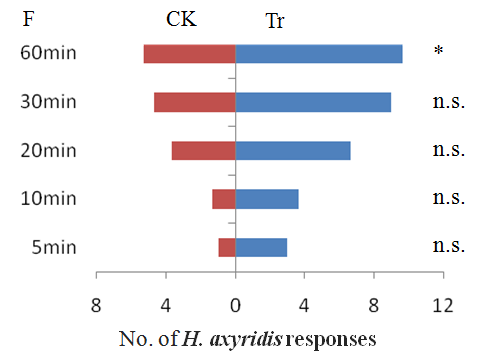 F CK Tr
60min *
30min n.s.
20min n.s.
10min n.s.
5min n.s.
8 4 0 4 8 12
No. of H. axyridis responses